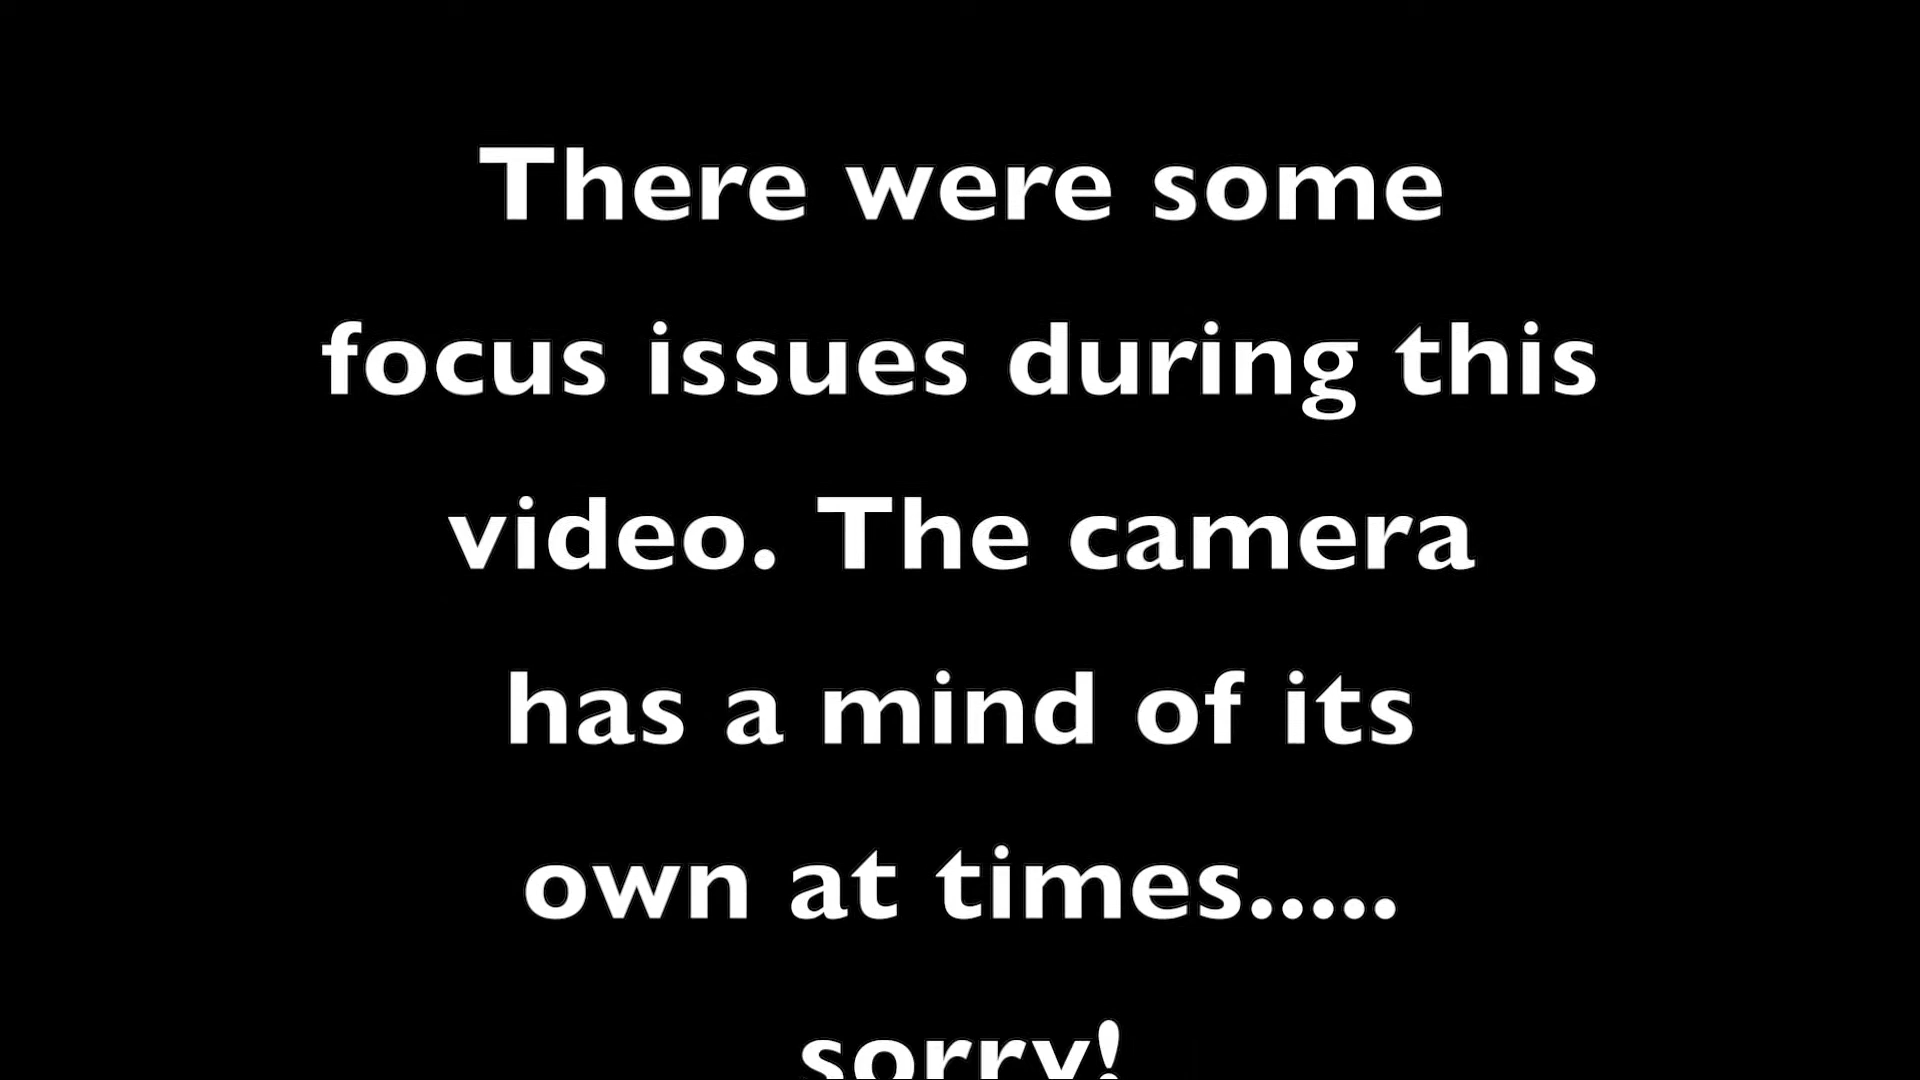 There were some
focus issues during this
video. The camera
has a mind of its
own at times.....
sorry!